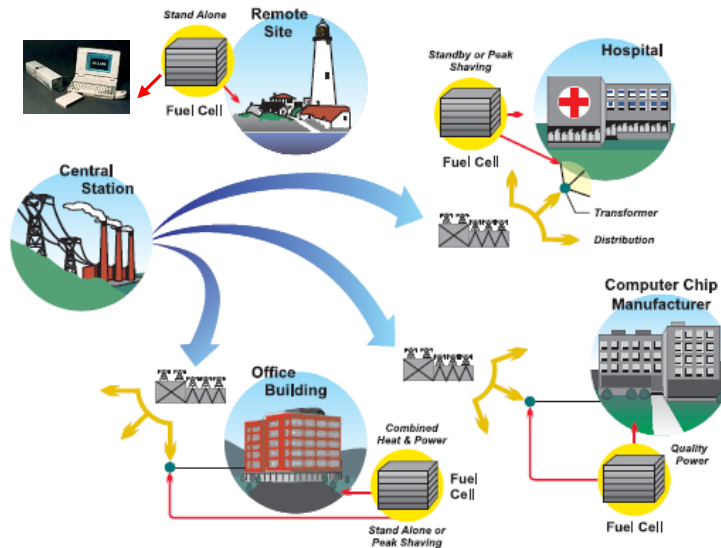 Stand Alone
Remote
Site
Fuel Cell
Hospital
Standby or Peak
Shaving
Fuel Cell
Central
Station
Transformer
Distribution
Computer Chip
Manufacturer
Office
Building
Combined
Heat & Power
Fuel
Cell
Stand Alone or
Peak Shaving
Quality
Power
Fuel Cell